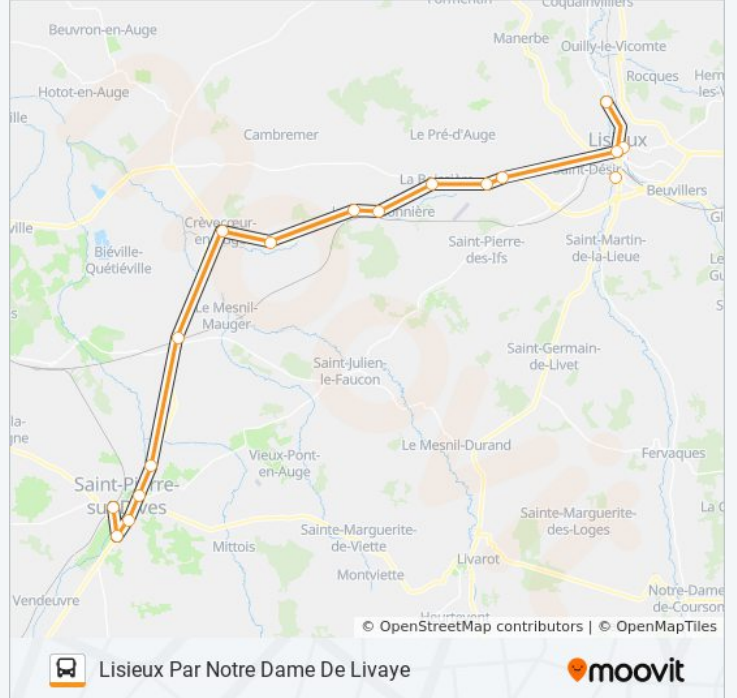 Coquainvilliers
Beuvron-en-Auge
Manerbe
Ouilly-le-Vicomte
Rocques
Hotot-en-Auge
Cambremer
Le Pré-d'Auge
Saint-Désir
Beuvillers
Crèvecœur-
Biéville-
Quétiéville
Saint-Pierre-
des-Ifs
Saint-Martin-
de-la-Lieue
Le Mesnil-
Mauger
Saint-Julien-
le-Faucon
Saint-Germain-
de-Livet
Le Mesnil-Durand
Fervaques
Vieux-Pont-
en-Auge
Saint-Pierre-
sur-Dives
Sainte-Marguerite-
de-Viette
Sainte-Marguerite-
des-Loges
Mittois
Livarot
Montviette
Vendeuvre
Notre-Dame
de-Courson
© OpenStreetMap contributors | © OpenMapTiles
Lisieux Par Notre Dame De Livaye
moovit